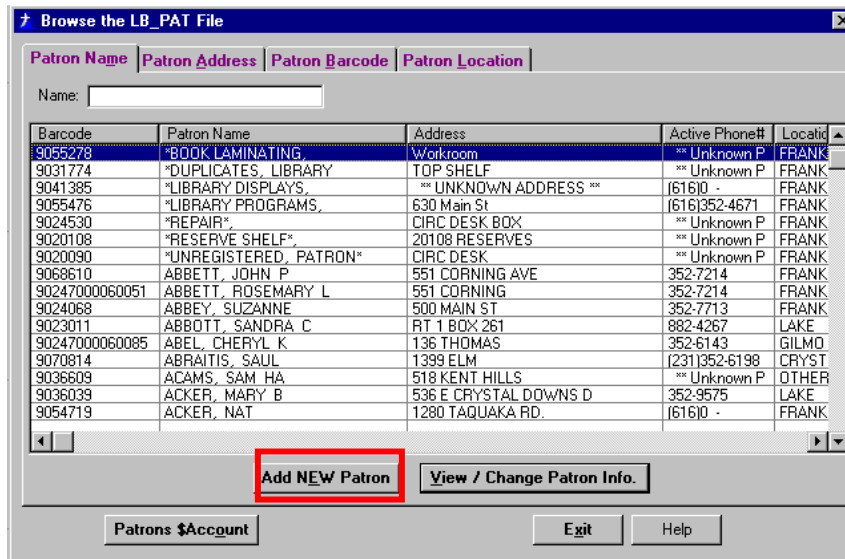 Browse the LB_PAT File
Patron Name Patron Address Patron Barcode Patron Location
Name:
Barcode Patron Name Address Active Phone# Locatic
9055278 *BOOK LAMINATING, Workroom ** Unknown P FRANK
9031774 *DUPLICATES, LIBRARY TOP SHELF ** Unknown P FRANK
9041385 *LIBRARY DISPLAYS, ** UNKNOWN ADDRESS ** (616)0 - FRANK
9055476 *LIBRARY PROGRAMS, 630 Main St (616)352-4671 FRANK
9024530 *REPAIR*, CIRC DESK BOX ** Unknown P FRANK
9020108 *RESERVE SHELF*, 20108 RESERVES ** Unknown P FRANK
9020090 *UNREGISTERED, PATRON* CIRC DESK ** Unknown P FRANK
9068610 ABBETT, JOHN P 551 CORNING AVE 352-7214 FRANK
90247000060051 ABBETT, ROSEMARY L 551 CORNING 352-7214 FRANK
9024068 ABBEY, SUZANNE 500 MAIN ST 352-7713 FRANK
9023011 ABBOTT, SANDRA C RT 1 BOX 261 882-4267 LAKE
90247000060085 ABEL, CHERYL K 136 THOMAS 352-6143 GILMO
9070814 ABRAITIS, SAUL 1399 ELM (231)352-6198 CRYST
9036609 ACAMS, SAM HA 518 KENT HILLS ** Unknown P OTHER
9036039 ACKER, MARY B 536 E CRYSTAL DOWNS D 352-9575 LAKE
9054719 ACKER, NAT 1280 TAQUAKA RD. (616)0 - FRANK
Add NEW Patron View / Change Patron Info.
Patrons $Account Exit Help